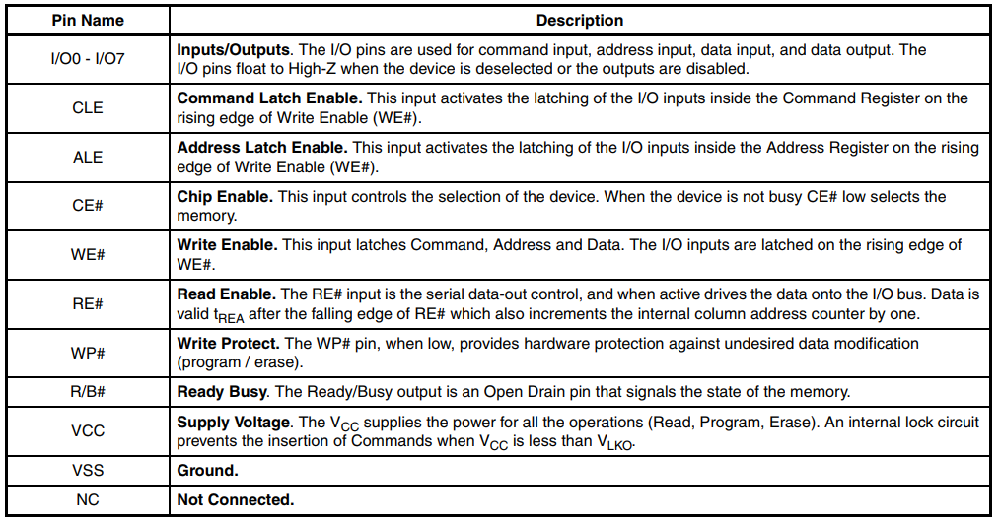 Pin Name Description
I/O0 - I/O7
Inputs/Outputs. The I/O pins are used for command input, address input, data input, and data output. The
I/O pins float to High-Z when the device is deselected or the outputs are disabled.
CLE
Command Latch Enable. This input activates the latching of the I/O inputs inside the Command Register on the
rising edge of Write Enable (WE#).
ALE
Address Latch Enable. This input activates the latching of the I/O inputs inside the Address Register on the rising
edge of Write Enable (WE#).
CE#
Chip Enable. This input controls the selection of the device. When the device is not busy CE# low selects the
memory.
WE#
Write Enable. This input latches Command, Address and Data. The I/O inputs are latched on the rising edge of
WE#.
RE#
Read Enable. The RE# input is the serial data-out control, and when active drives the data onto the I/O bus. Data is
valid tREA after the falling edge of RE# which also increments the internal column address counter by one.
WP#
Write Protect. The WP# pin, when low, provides hardware protection against undesired data modification
(program / erase).
R/B# Ready Busy. The Ready/Busy output is an Open Drain pin that signals the state of the memory.
VCC
Supply Voltage. The VCC supplies the power for all the operations (Read, Program, Erase). An internal lock circuit
prevents the insertion of Commands when VCC is less than VLKO.
VSS Ground.
NC Not Connected.